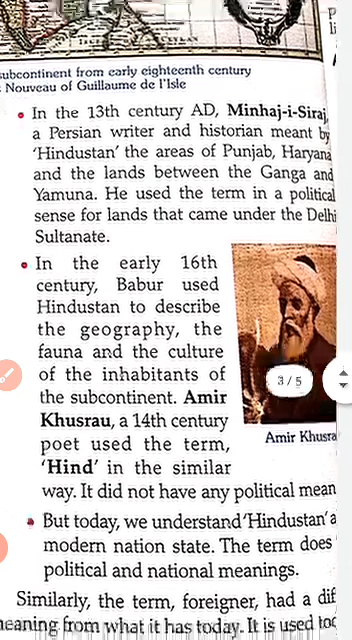 subcontinent from early eighteenth century
Nouveau of Guillaume de l'Isle
• In the 13th century AD, Minhaj-i-Siraj,
a Persian writer and historian meant by
'Hindustan' the areas of Punjab, Haryana
and the lands between the Ganga and
Yamuna. He used the term in a political
sense for lands that came under the Delhi
Sultanate.
• In the early 16th
century, Babur used
Hindustan to describe
the geography, the
fauna and the culture
of the inhabitants of
the subcontinent. Amir
Khusrau, a 14th century
poet used the term,
'Hind' in the similar
way. It did not have any political mean
3 / 5
Amir Khusra
• But today, we understand 'Hindustan' a
modern nation state. The term does
political and national meanings.
Similarly, the term, foreigner, had a dif
meaning from what it has today. It is used to